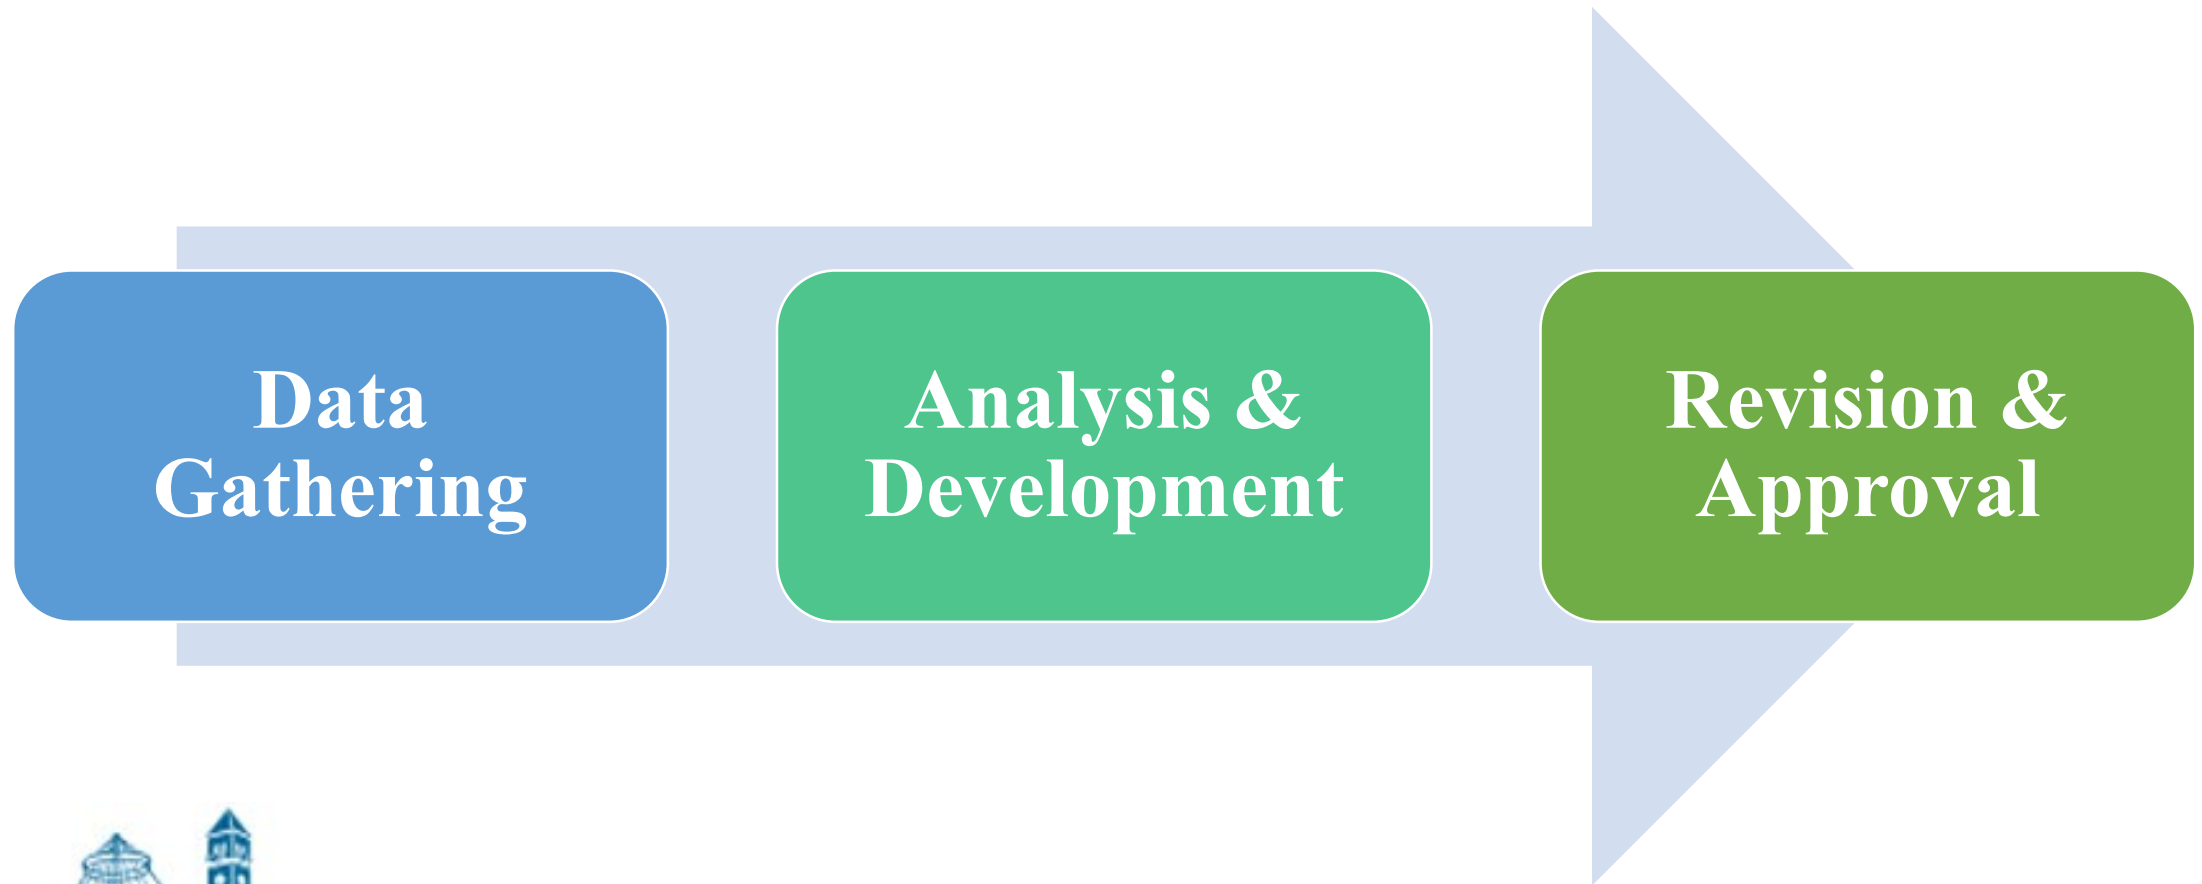 Data
Gathering
Analysis &
Development
Revision &
Approval